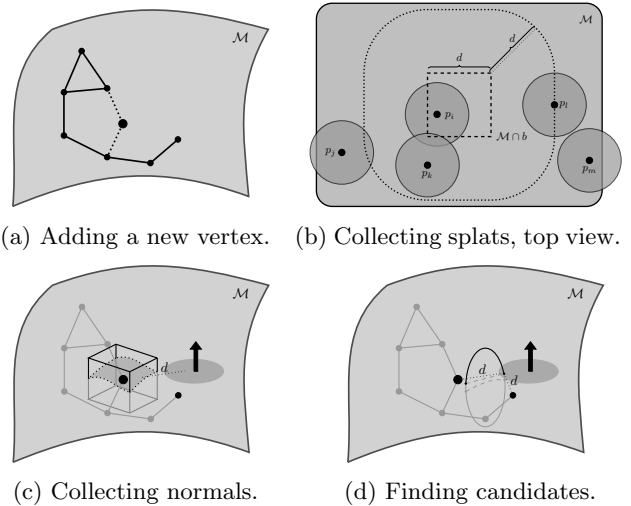 ℳ
(a) Adding a new vertex.
ℳ
d
d
p_i
p_l
ℳ ∩ b
p_j
p_k
p_m
(b) Collecting splats, top view.
ℳ
d
(c) Collecting normals.
ℳ
d
d
(d) Finding candidates.